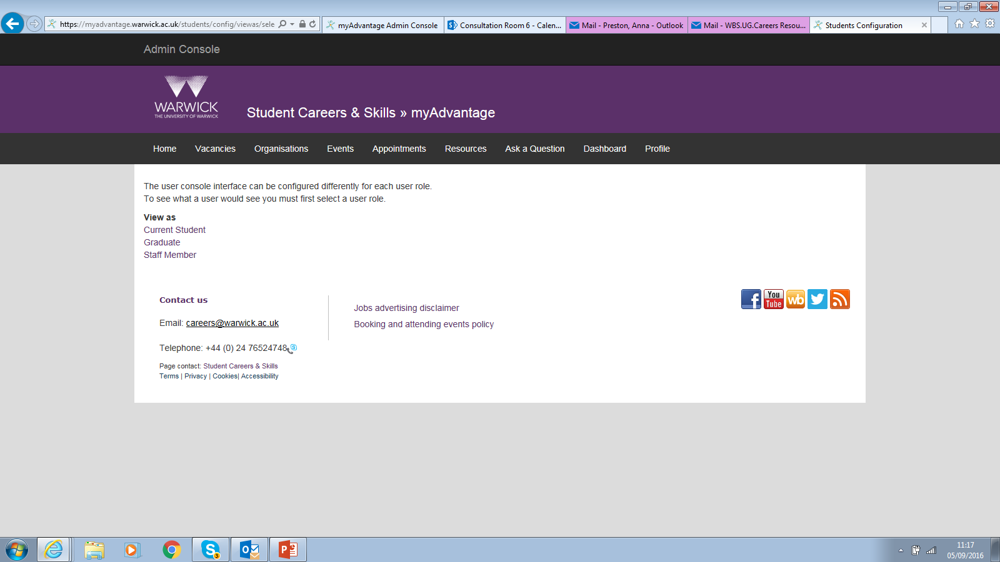 https://myadvantage.warwick.ac.uk/students/config/viewas/sele
myAdvantage Admin Console
Consultation Room 6 - Calen...
Mail - Preston, Anna - Outlook
Mail - WBS.UG.Careers Resou...
Students Configuration
Admin Console
WARWICK
THE UNIVERSITY OF WARWICK
Student Careers & Skills » myAdvantage
Home Vacancies Organisations Events Appointments Resources Ask a Question Dashboard Profile
The user console interface can be configured differently for each user role.
To see what a user would see you must first select a user role.
View as
Current Student
Graduate
Staff Member
Contact us
Email: careers@warwick.ac.uk
Telephone: +44 (0) 24 76524748
Page contact: Student Careers & Skills
Terms | Privacy | Cookies| Accessibility
Jobs advertising disclaimer
Booking and attending events policy
f
You
Tube
wb
S
3
11:17
05/09/2016